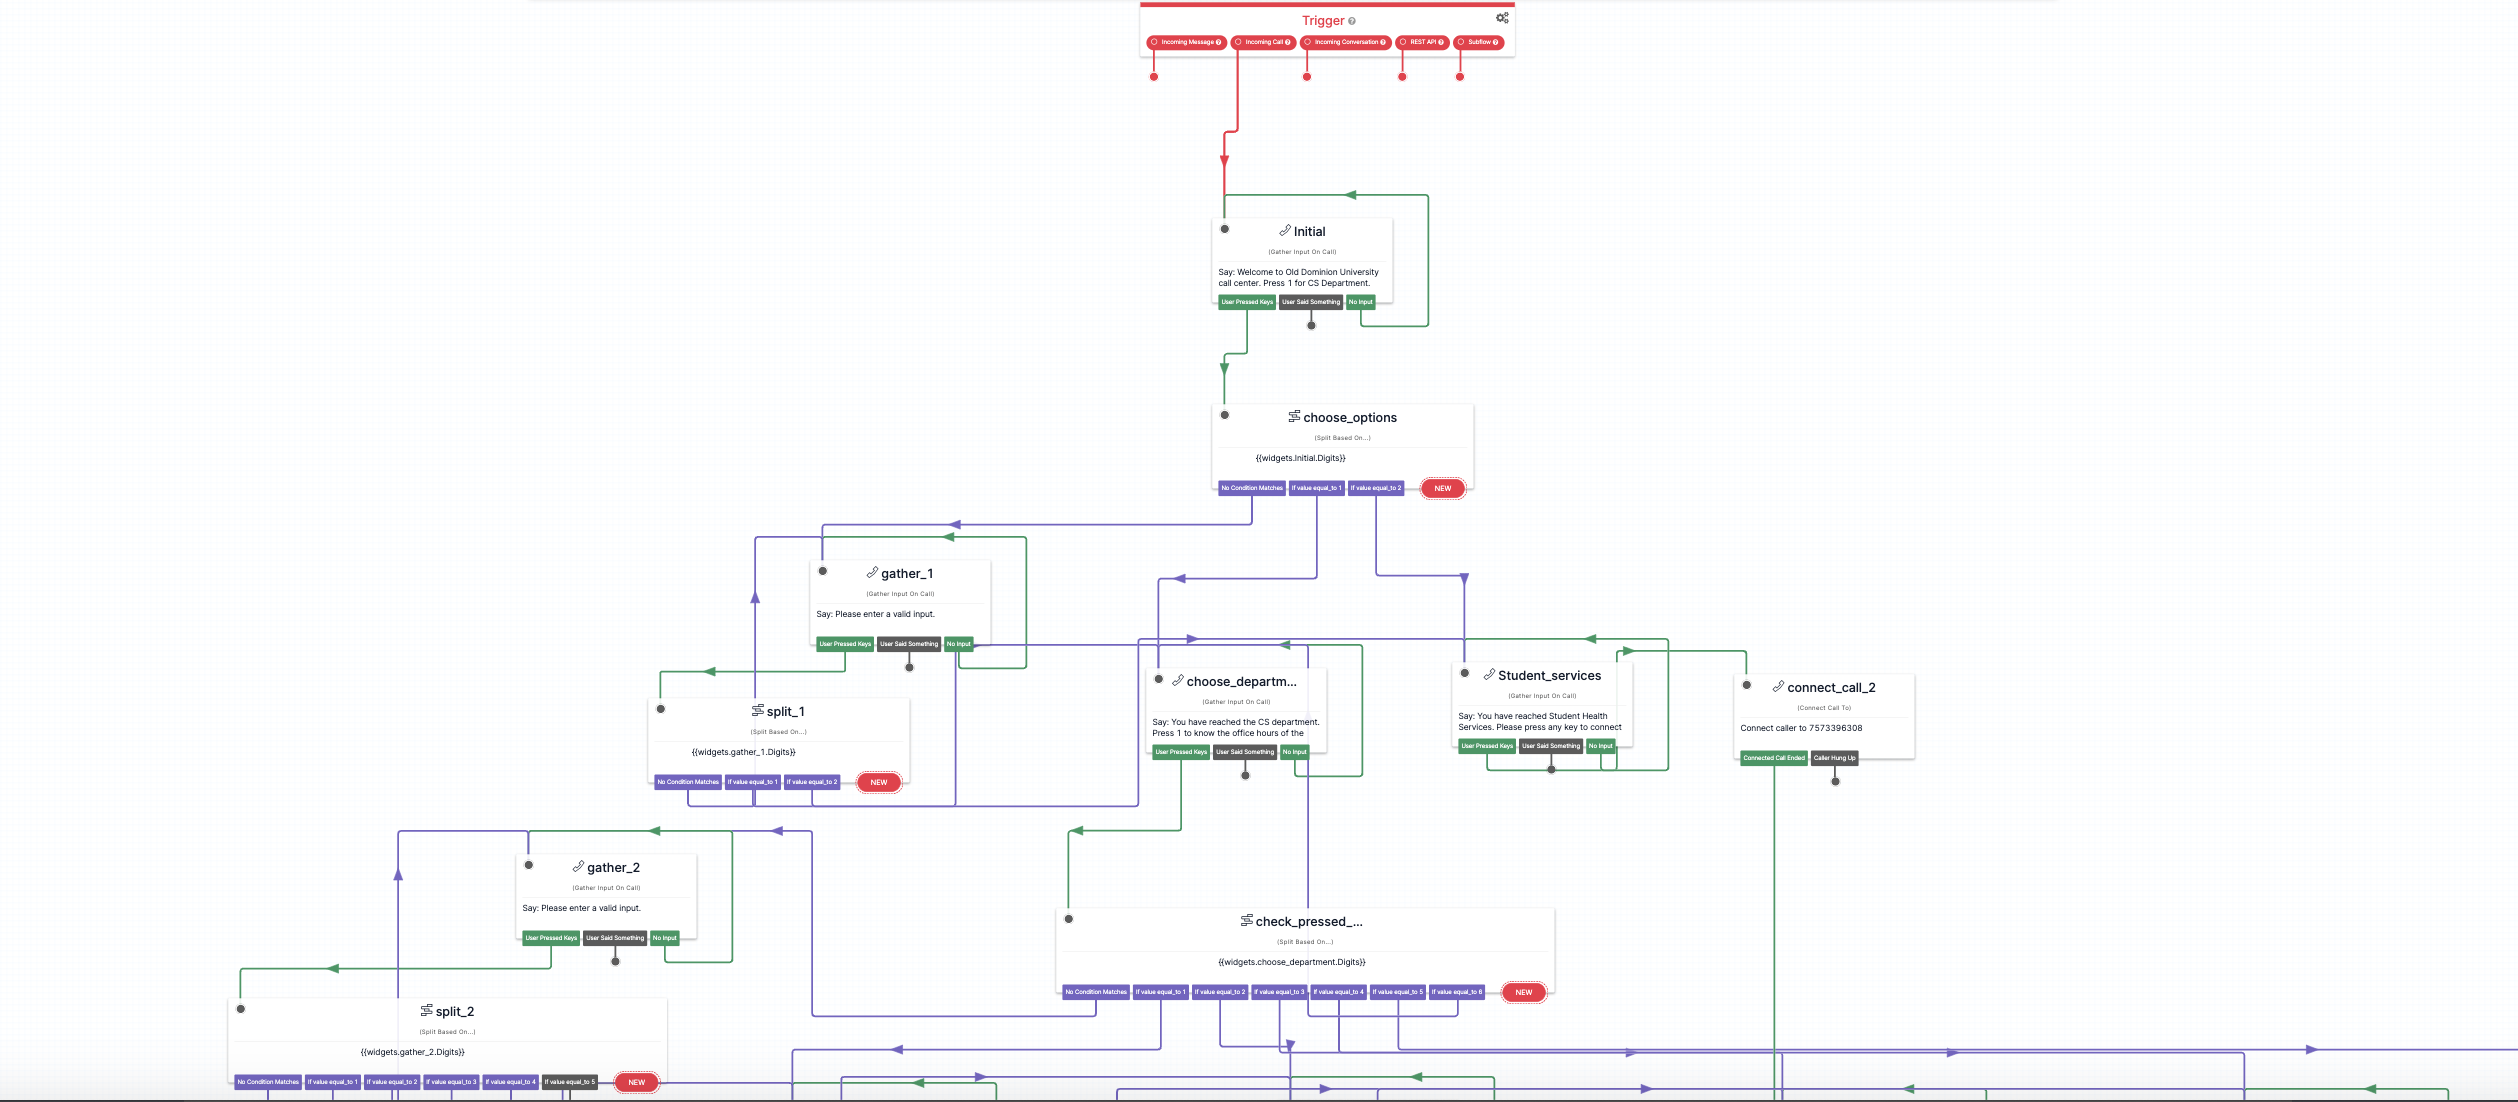 Trigger
Incoming Message
Incoming Call
Incoming Conversation
REST API
Subflow
Initial
(Gather Input On Call)
Say: Welcome to Old Dominion University
call center. Press 1 for CS Department.
User Pressed Keys
User Said Something
No Input
choose_options
(Split Based On...)
{{widgets.Initial.Digits}}
No Condition Matches
If value equal_to 1
If value equal_to 2
NEW
gather_1
(Gather Input On Call)
Say: Please enter a valid input.
User Pressed Keys
User Said Something
No Input
choose_departm...
(Gather Input On Call)
Say: You have reached the CS department.
Press 1 to know the office hours of the
User Pressed Keys
User Said Something
No Input
Student_services
(Gather Input On Call)
Say: You have reached Student Health
Services. Please press any key to connect
User Pressed Keys
User Said Something
No Input
connect_call_2
(Connect Call To)
Connect caller to 7573396308
Connected Call Ended
Caller Hung Up
split_1
(Split Based On...)
{{widgets.gather_1.Digits}}
No Condition Matches
If value equal_to 1
If value equal_to 2
NEW
gather_2
(Gather Input On Call)
Say: Please enter a valid input.
User Pressed Keys
User Said Something
No Input
check_pressed_...
(Split Based On...)
{{widgets.choose_department.Digits}}
No Condition Matches
If value equal_to 1
If value equal_to 2
If value equal_to 3
If value equal_to 4
If value equal_to 5
If value equal_to 6
NEW
split_2
(Split Based On...)
{{widgets.gather_2.Digits}}
No Condition Matches
If value equal_to 1
If value equal_to 2
If value equal_to 3
If value equal_to 4
If value equal_to 5
NEW